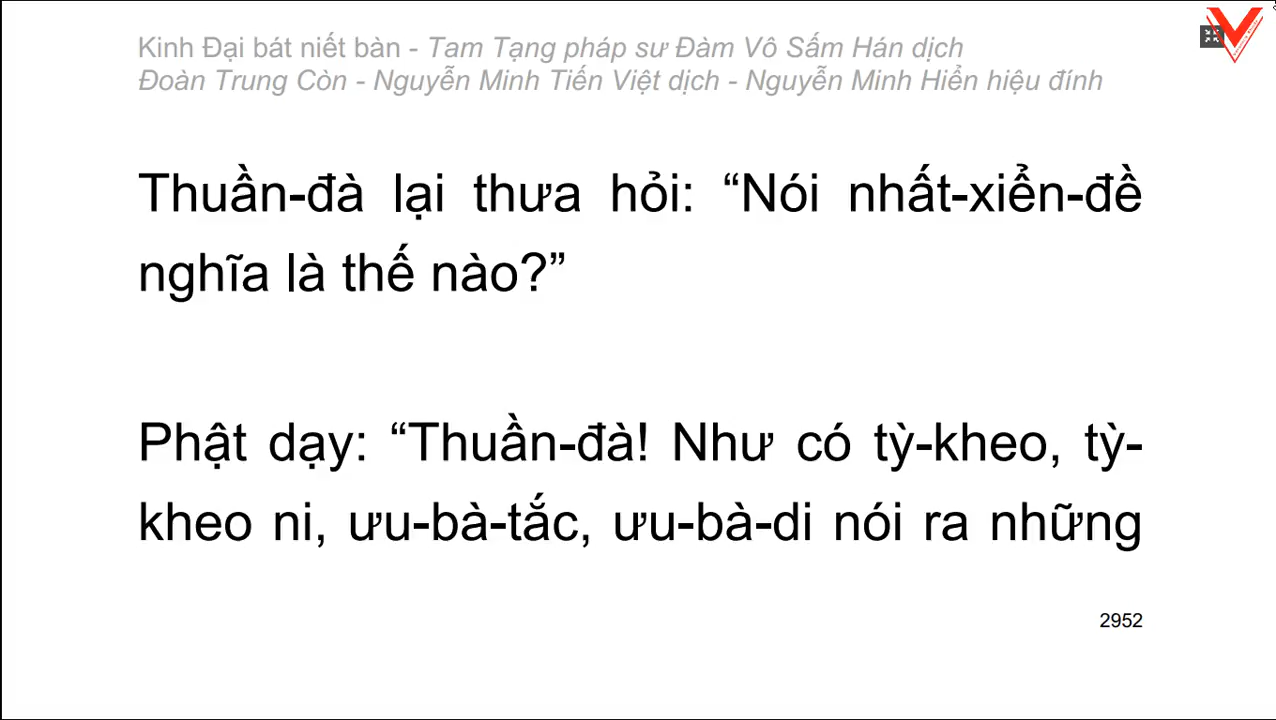 Kinh Đại bát niết bàn - Tam Tạng pháp sư Đàm Vô Sấm Hán dịch
Đoàn Trung Còn - Nguyễn Minh Tiến Việt dịch - Nguyễn Minh Hiển hiệu đính
Thuần-đà lại thưa hỏi: “Nói nhất-xiển-đề
nghĩa là thế nào?”
Phật dạy: “Thuần-đà! Như có tỳ-kheo, tỳ-
kheo ni, ưu-bà-tắc, ưu-bà-di nói ra những
2952